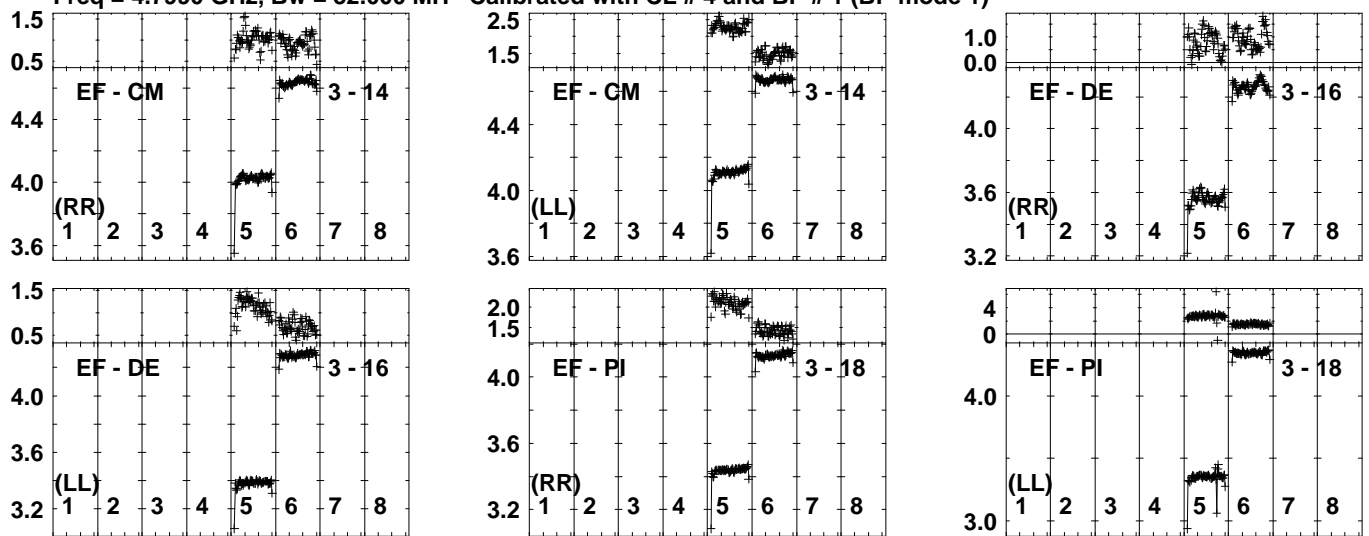 Freq = GHz, Bw = MH Calibrated with CL # 4 and BP # 1 (BP mode 1)
1.5 2.5 1.0
0.5 1.5 0.0
EF - CM 3 - 14 EF - CM 3 - 14 EF - DE 3 - 16
4.4 4.4 4.0
4.0 4.0 3.6
(RR) (LL) (RR)
1 2 3 4 5 6 7 8 1 2 3 4 5 6 7 8 1 2 3 4 5 6 7 8
3.6 3.6 3.2
1.5 2.0 4
0.5 1.5 0
EF - DE 3 - 16 EF - PI 3 - 18 EF - PI 3 - 18
4.0 4.0 4.0
3.6 3.6
(LL) (RR) (LL)
1 2 3 4 5 6 7 8 1 2 3 4 5 6 7 8 1 2 3 4 5 6 7 8
3.2 3.2 3.0